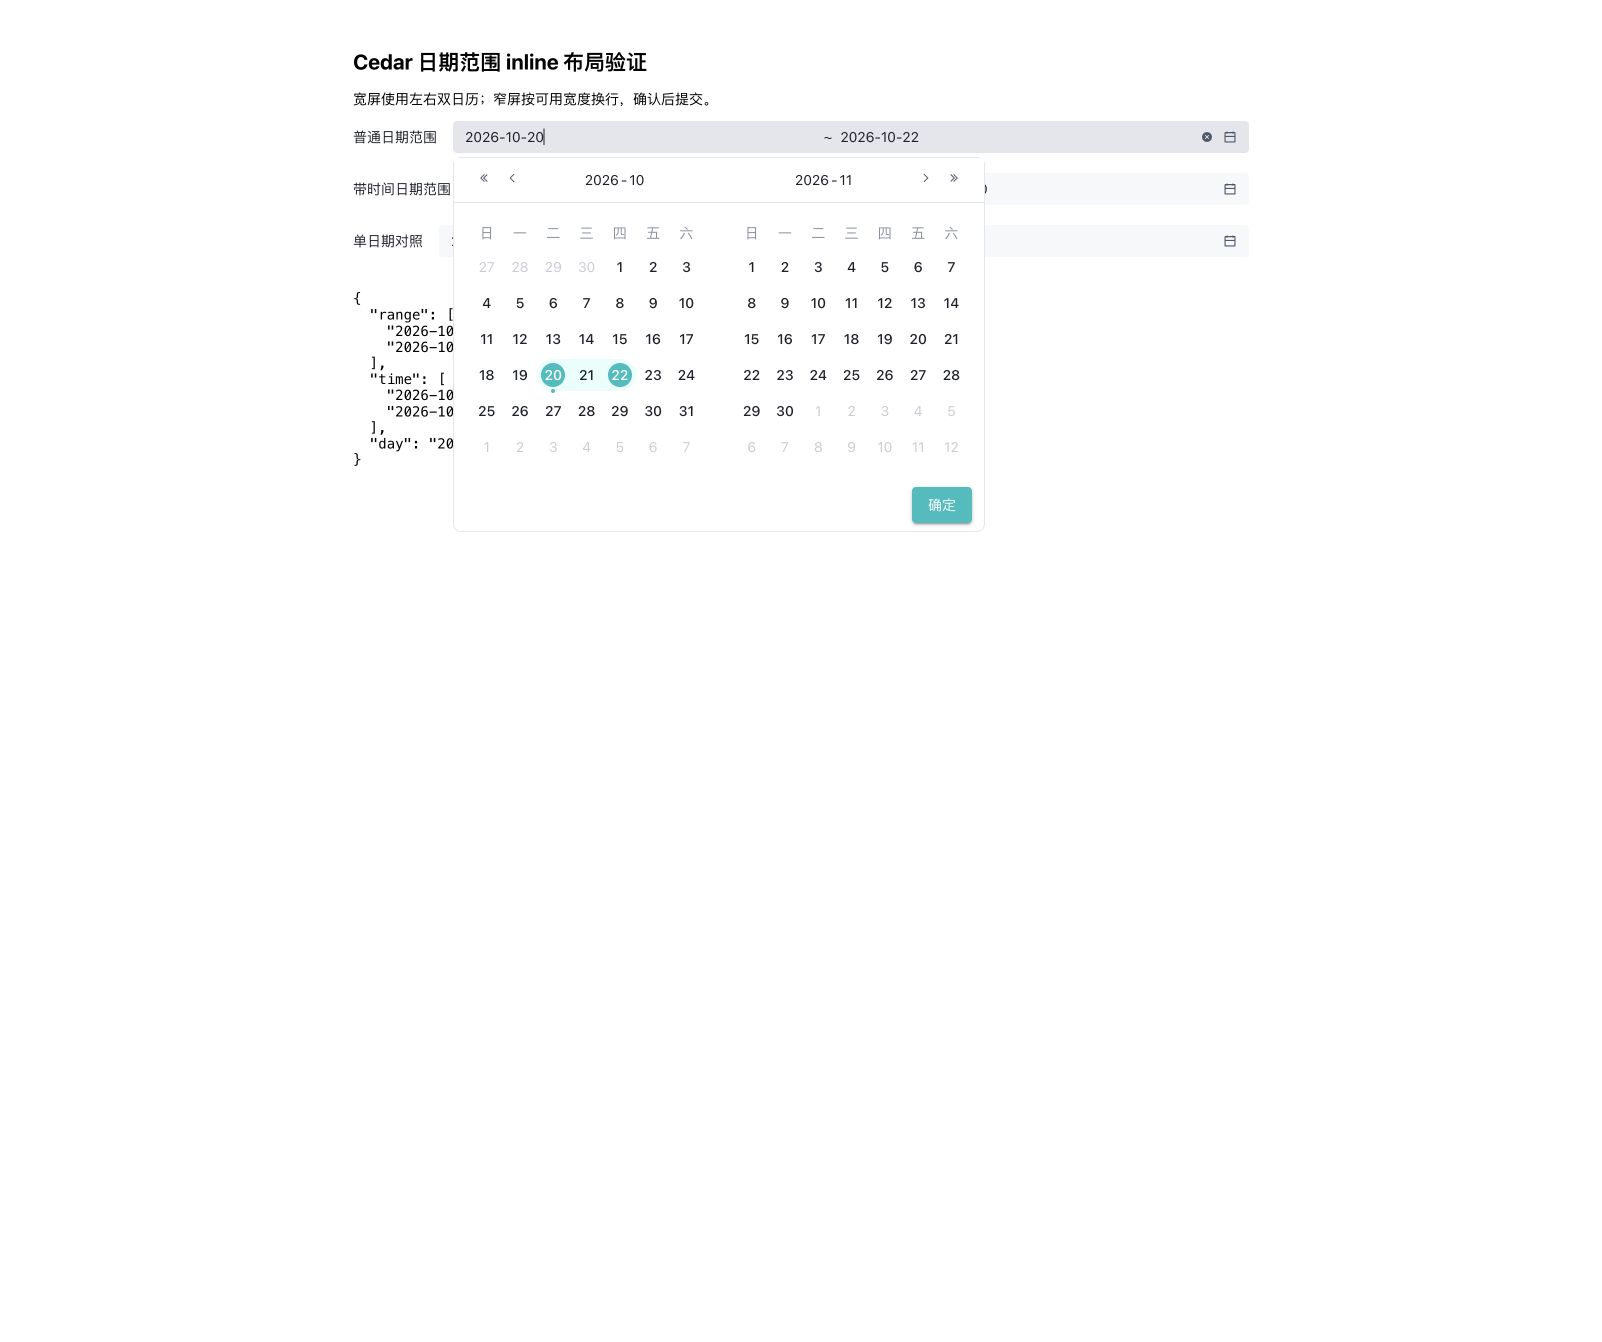 Cedar 日期范围 inline 布局验证
宽屏使用左右双日历；窄屏按可用宽度换行，确认后提交。
普通日期范围 2026-10-20 ~ 2026-10-22
带时间日期范围
单日期对照
2026-10 2026-11
日 一 二 三 四 五 六 日 一 二 三 四 五 六
27 28 29 30 1 2 3 1 2 3 4 5 6 7
4 5 6 7 8 9 10 8 9 10 11 12 13 14
11 12 13 14 15 16 17 15 16 17 18 19 20 21
18 19 20 21 22 23 24 22 23 24 25 26 27 28
25 26 27 28 29 30 31 29 30 1 2 3 4 5
1 2 3 4 5 6 7 6 7 8 9 10 11 12
确定
{
"range": [
"2026-10
"2026-10
],
"time": [
"2026-10
"2026-10
],
"day": "20
}